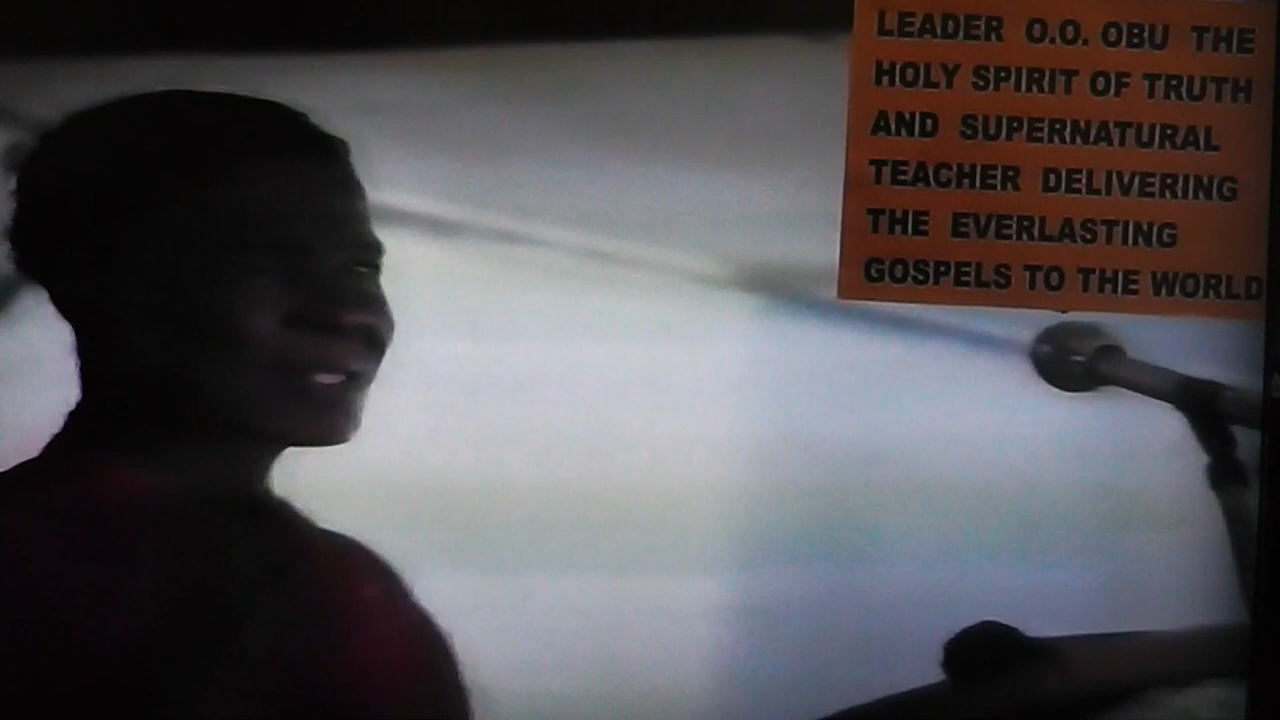 LEADER O.O. OBU THE
HOLY SPIRIT OF TRUTH
AND SUPERNATURAL
TEACHER DELIVERING
THE EVERLASTING
GOSPELS TO THE WORLD